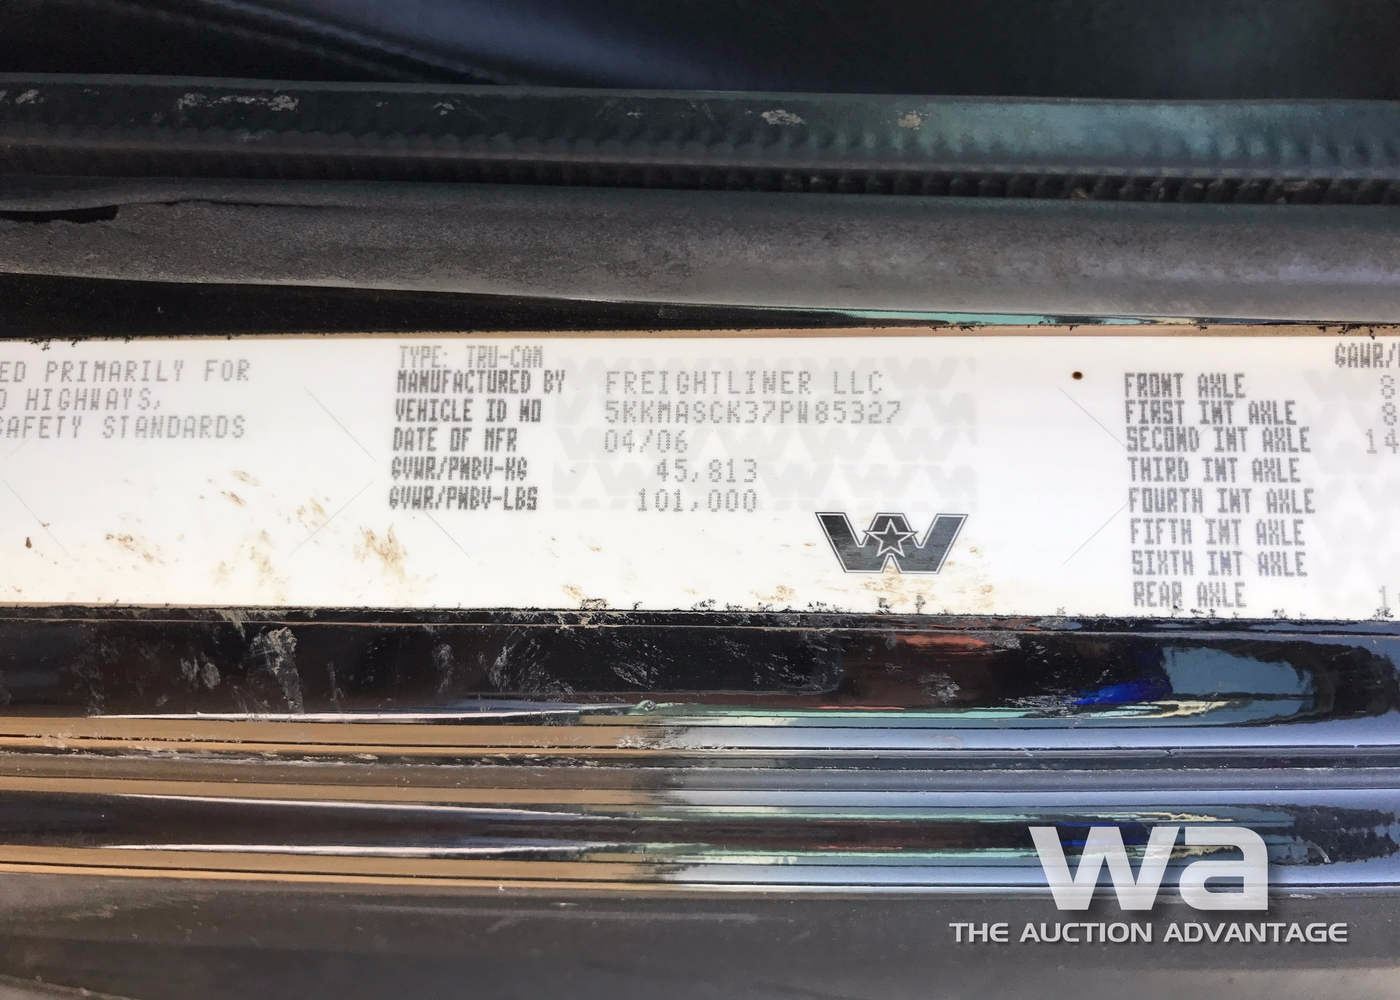 ED PRIMARILY FOR
HIGHWAYS,
SAFETY STANDARDS
TYPE: TRU-CAM
MANUFACTURED BY FREIGHTLINER LLC
VEHICLE ID NO 5KKMASCK37PW85327
DATE OF MFR 04/06
GVWR/PNBV-KG 45,813
GVWR/PNBV-LBS 101,000
W
GAWR/
FRONT AXLE
FIRST INT AXLE
SECOND INT AXLE 14
THIRD INT AXLE
FOURTH INT AXLE
FIFTH INT AXLE
SIXTH INT AXLE
REAR AXLE
wa
THE AUCTION ADVANTAGE